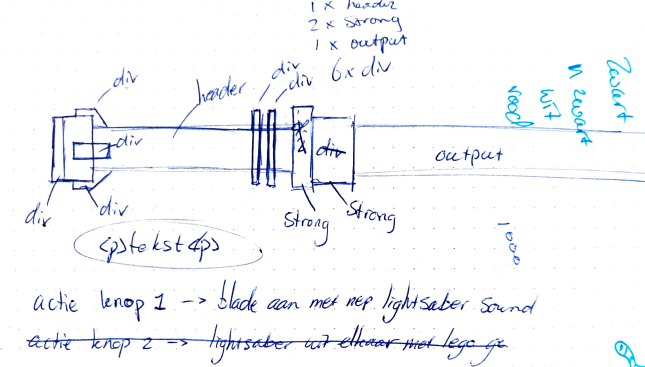 1 x header
2 x Strong
1 x output
div
div
div
6x div
header
div
div
output
div
div
Strong
Strong
<p>tekst<p>
rood
wit
n zwart
Zwart
1000
actie knop 1 -> blade aan met nep lightsaber sound
actie knop 2 -> lightsaber uit elkaar met lego ge